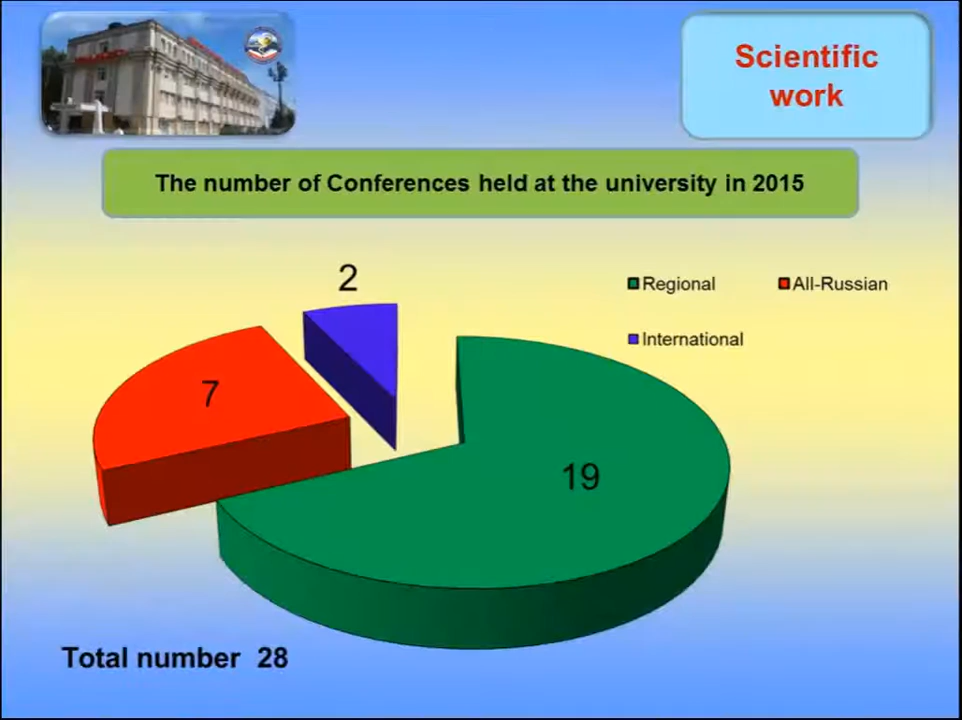 Scientific
work
The number of Conferences held at the university in 2015
2
Regional
All-Russian
International
7
19
Total number 28